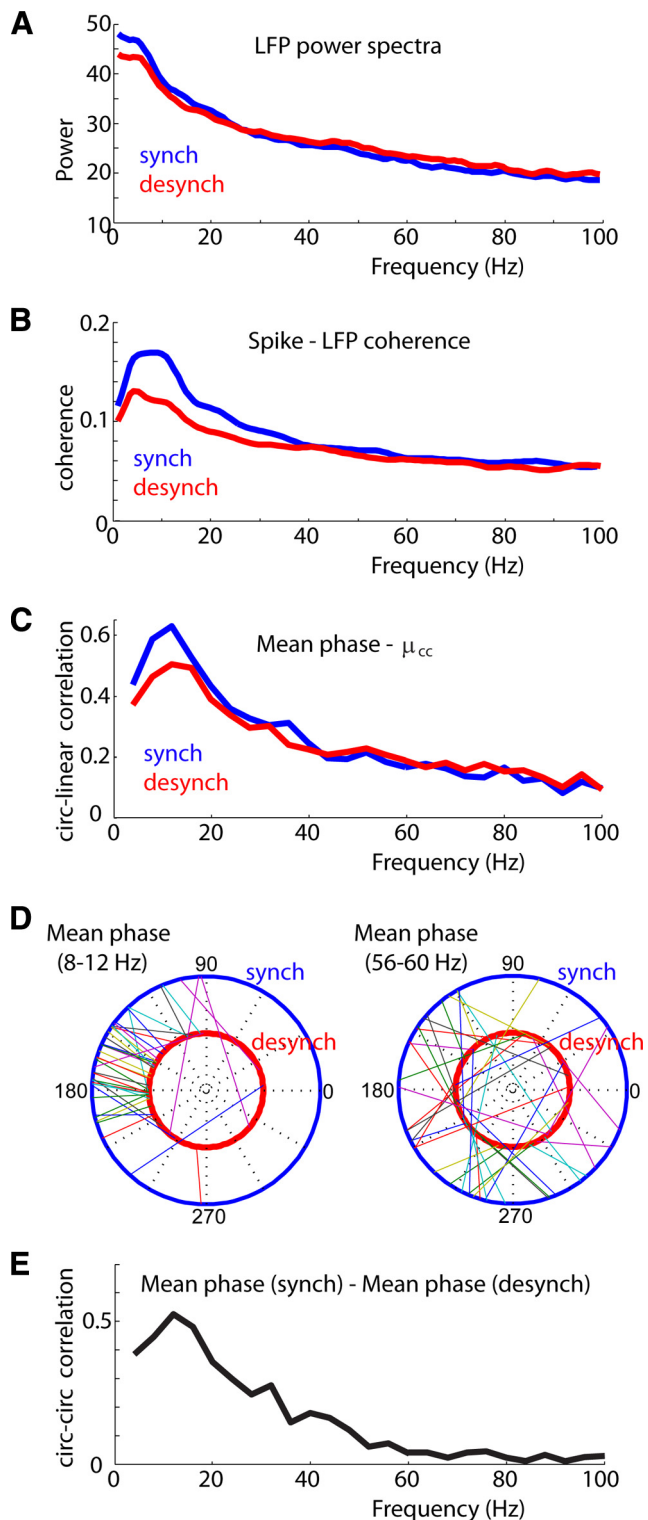 A
LFP power spectra
50
40
30
20
10
Power
synch
desynch
0 20 40 60 80 100
Frequency (Hz)
B
Spike - LFP coherence
0.2
0.1
0
coherence
synch
desynch
0 20 40 60 80 100
Frequency (Hz)
C
Mean phase - μcc
0.6
0.4
0.2
0
circ-linear correlation
synch
desynch
0 20 40 60 80 100
Frequency (Hz)
D
Mean phase
(8-12 Hz)
90
synch
desynch
180
0
270
Mean phase
(56-60 Hz)
90
synch
desynch
180
0
270
E
Mean phase (synch) - Mean phase (desynch)
0.5
0
circ-circ correlation
0 20 40 60 80 100
Frequency (Hz)